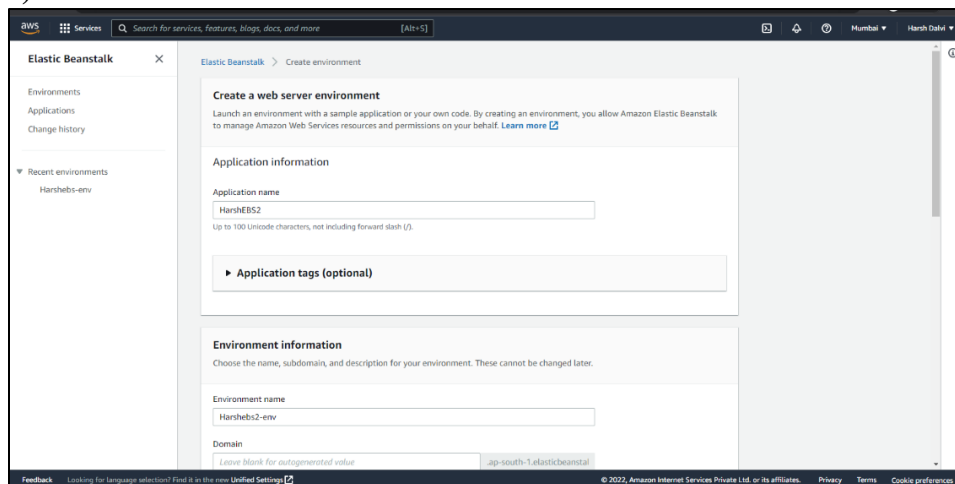 aws Services Search for services, features, blogs, docs, and more [Alt+S] Mumbai Harsh Dalvi
Elastic Beanstalk
Environments
Applications
Change history
Recent environments
Harshebs-env
Elastic Beanstalk > Create environment
Create a web server environment
Launch an environment with a sample application or your own code. By creating an environment, you allow Amazon Elastic Beanstalk
to manage Amazon Web Services resources and permissions on your behalf. Learn more
Application information
Application name
HarshEBS2
Up to 100 Unicode characters, not including forward slash (/).
Application tags (optional)
Environment information
Choose the name, subdomain, and description for your environment. These cannot be changed later.
Environment name
Harshebs2-env
Domain
Leave blank for autogenerated value .ap-south-1.elasticbeanstal
Feedback Looking for language selection? Find it in the new Unified Settings © 2022, Amazon Internet Services Private Ltd. or its affiliates. Privacy Terms Cookie preferences